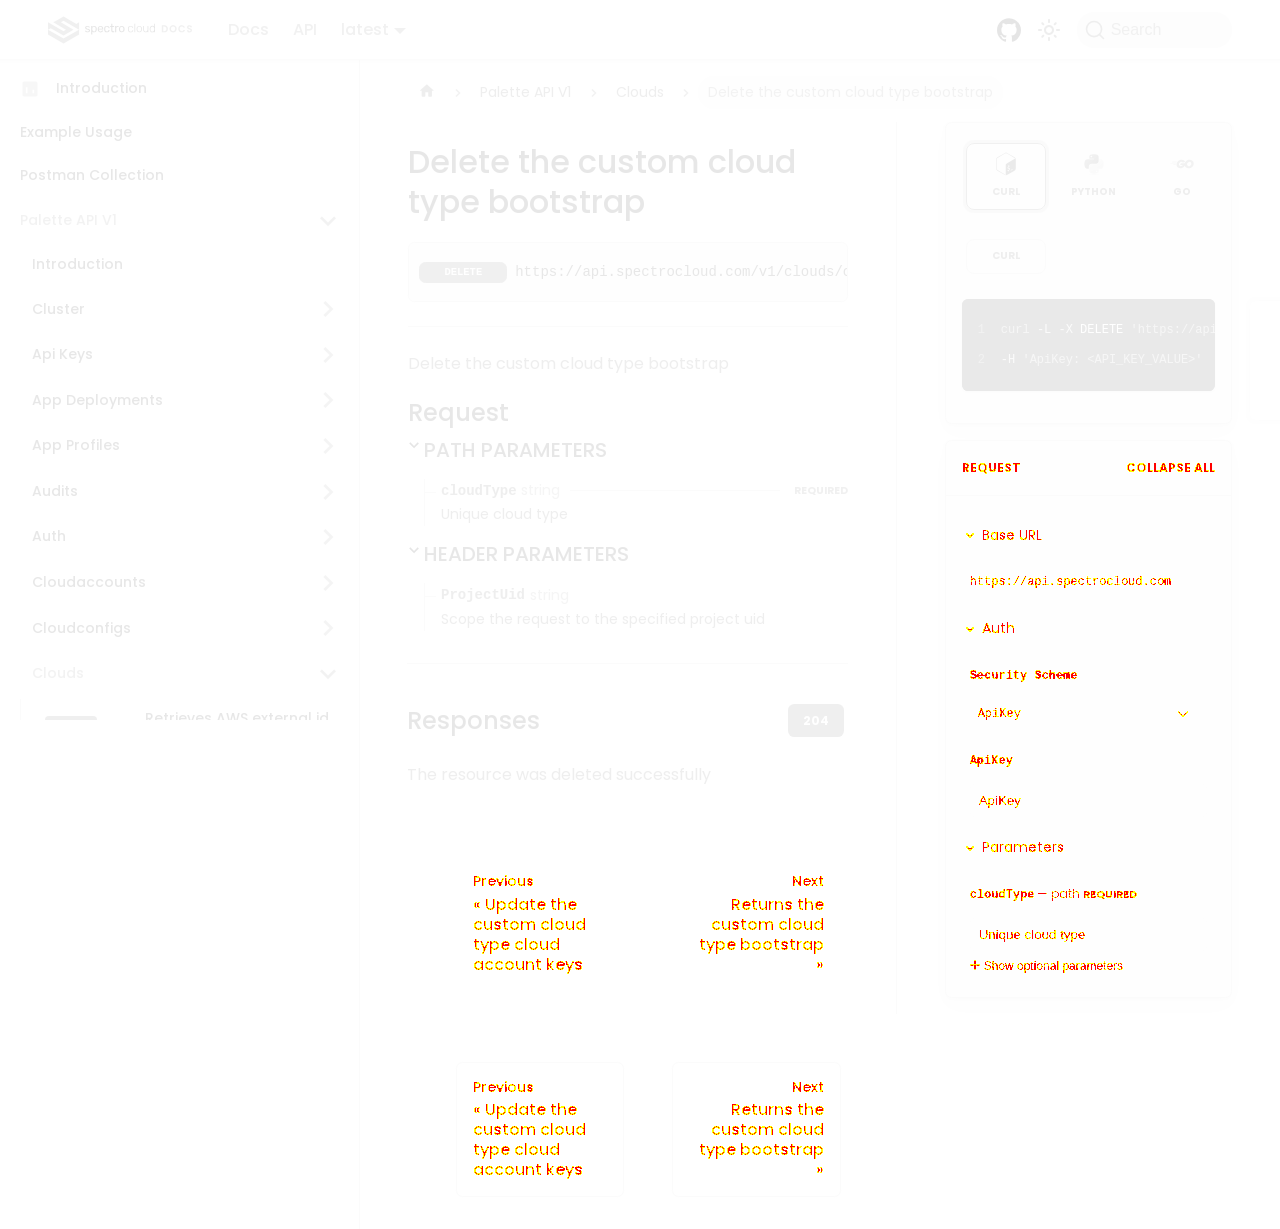 spectro cloud DOCS
Docs
API
latest
Search
Introduction
Example Usage
Postman Collection
Palette API V1
Introduction
Cluster
Api Keys
App Deployments
App Profiles
Audits
Auth
Cloudaccounts
Cloudconfigs
Clouds
Retrieves AWS external id
Palette API V1
Clouds
Delete the custom cloud type bootstrap
Delete the custom cloud
type bootstrap
DELETE https://api.spectrocloud.com/v1/clouds/
Delete the custom cloud type bootstrap
Request
PATH PARAMETERS
cloudType string REQUIRED
Unique cloud type
HEADER PARAMETERS
ProjectUid string
Scope the request to the specified project uid
Responses
204
The resource was deleted successfully
Previous
« Update the
custom cloud
type cloud
account keys
Next
Returns the
custom cloud
type bootstrap
»
Previous
« Update the
custom cloud
type cloud
account keys
Next
Returns the
custom cloud
type bootstrap
»
CURL
PYTHON
GO
GO
CURL
1 curl -L -X DELETE 'https://api
2 -H 'ApiKey: <API_KEY_VALUE>'
REQUEST
COLLAPSE ALL
Base URL
https://api.spectrocloud.com
Auth
Security Scheme
ApiKey
ApiKey
ApiKey
Parameters
cloudType — path REQUIRED
Unique cloud type
Show optional parameters